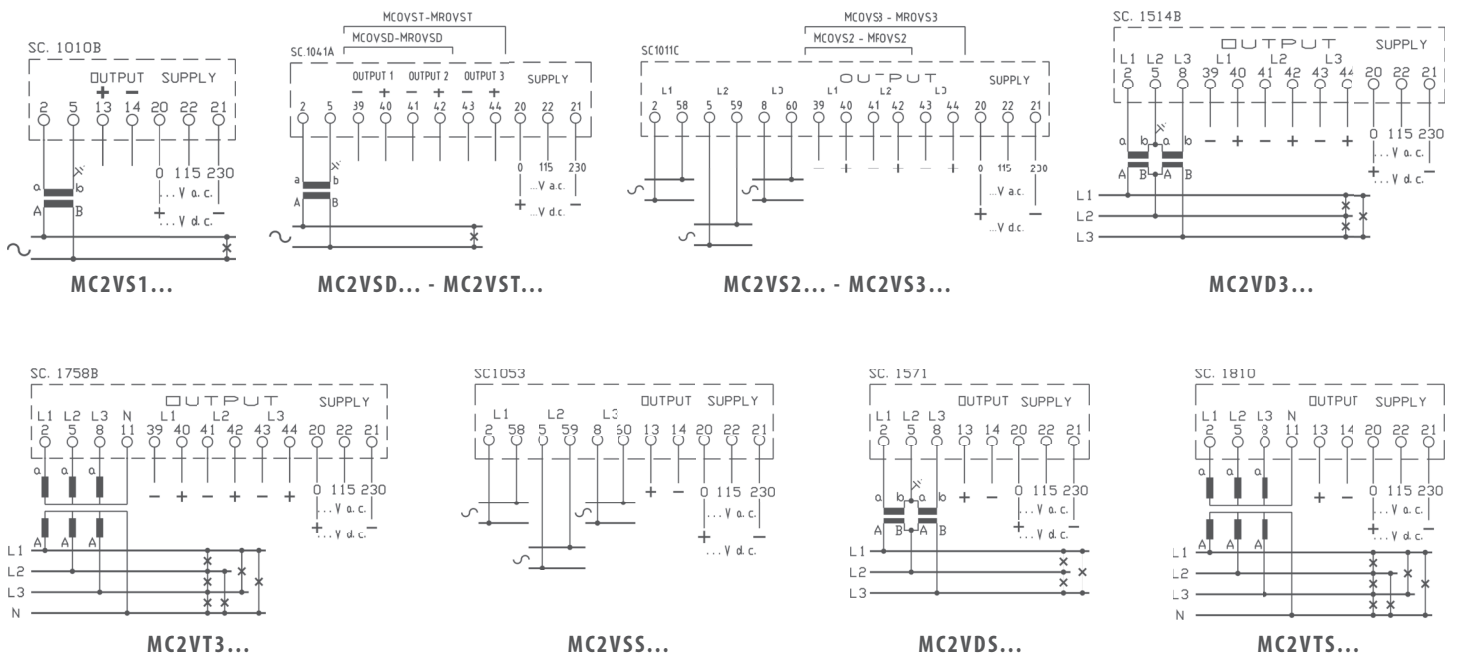 SC. 1010B
OUTPUT SUPPLY
+ −
2 5 13 14 20 22 21
a b
A B
0 115 230
...V a.c.
+ −
...V d.c.
MC2VS1...
MCOVST-MROVST
MCOVSD-MROVSD
SC.1041A
OUTPUT 1 OUTPUT 2 OUTPUT 3 SUPPLY
− + − + − +
2 5 39 40 41 42 43 44 20 22 21
a b
A B
0 115 230
...V a.c.
+ −
...V d.c.
MC2VSD... - MC2VST...
MCOVS3 - MROVS3
MCOVS2 - MFOVS2
SC1011C
OUTPUT SUPPLY
L1 L2 L3 L1 L2 L3
2 58 5 59 8 60 39 40 41 42 43 44 20 22 21
− + − + − +
0 115 230
...V a.c.
+ −
...V d.c.
MC2VS2... - MC2VS3...
SC. 1514B
OUTPUT SUPPLY
L1 L2 L3 L1 L2 L3
2 5 8 39 40 41 42 43 44 20 22 21
a b a b
A B A B
− + − + − +
0 115 230
...V a.c.
+ −
...V d.c.
L1
L2
L3
MC2VD3...
SC. 1758B
OUTPUT SUPPLY
L1 L2 L3 N L1 L2 L3
2 5 8 11 39 40 41 42 43 44 20 22 21
a a a
A A A
− + − + − +
0 115 230
...V a.c.
+ −
...V d.c.
L1
L2
L3
N
MC2VT3...
SC1053
OUTPUT SUPPLY
L1 L2 L3
2 58 5 59 8 60 13 14 20 22 21
+ −
0 115 230
...V a.c.
+ −
...V d.c.
MC2VSS...
SC. 1571
OUTPUT SUPPLY
L1 L2 L3
2 5 8 13 14 20 22 21
a b a b
A B A B
+ −
0 115 230
...V a.c.
+ −
...V d.c.
L1
L2
L3
MC2VDS...
SC. 1810
OUTPUT SUPPLY
L1 L2 L3 N
2 5 8 11 13 14 20 22 21
a a a
A A A
+ −
0 115 230
...V a.c.
+ −
...V d.c.
L1
L2
L3
N
MC2VTS...